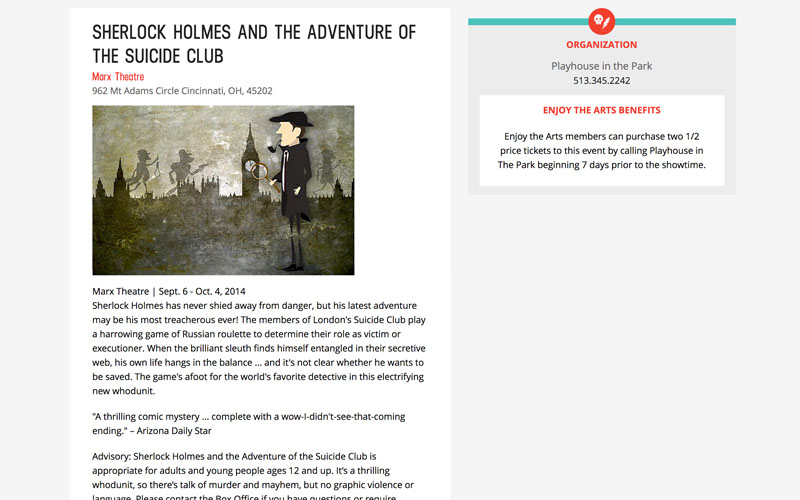 SHERLOCK HOLMES AND THE ADVENTURE OF
THE SUICIDE CLUB
Marx Theatre
962 Mt Adams Circle Cincinnati, OH, 45202
Marx Theatre | Sept. 6 - Oct. 4, 2014
Sherlock Holmes has never shied away from danger, but his latest adventure
may be his most treacherous ever! The members of London's Suicide Club play
a harrowing game of Russian roulette to determine their role as victim or
executioner. When the brilliant sleuth finds himself entangled in their secretive
web, his own life hangs in the balance ... and it's not clear whether he wants to
be saved. The game's afoot for the world's favorite detective in this electrifying
new whodunit.
"A thrilling comic mystery ... complete with a wow-I-didn't-see-that-coming
ending." – Arizona Daily Star
Advisory: Sherlock Holmes and the Adventure of the Suicide Club is
appropriate for adults and young people ages 12 and up. It's a thrilling
whodunit, so there's talk of murder and mayhem, but no graphic violence or
language. Please contact the Box Office if you have questions or require
ORGANIZATION
Playhouse in the Park
513.345.2242
ENJOY THE ARTS BENEFITS
Enjoy the Arts members can purchase two 1/2
price tickets to this event by calling Playhouse in
The Park beginning 7 days prior to the showtime.